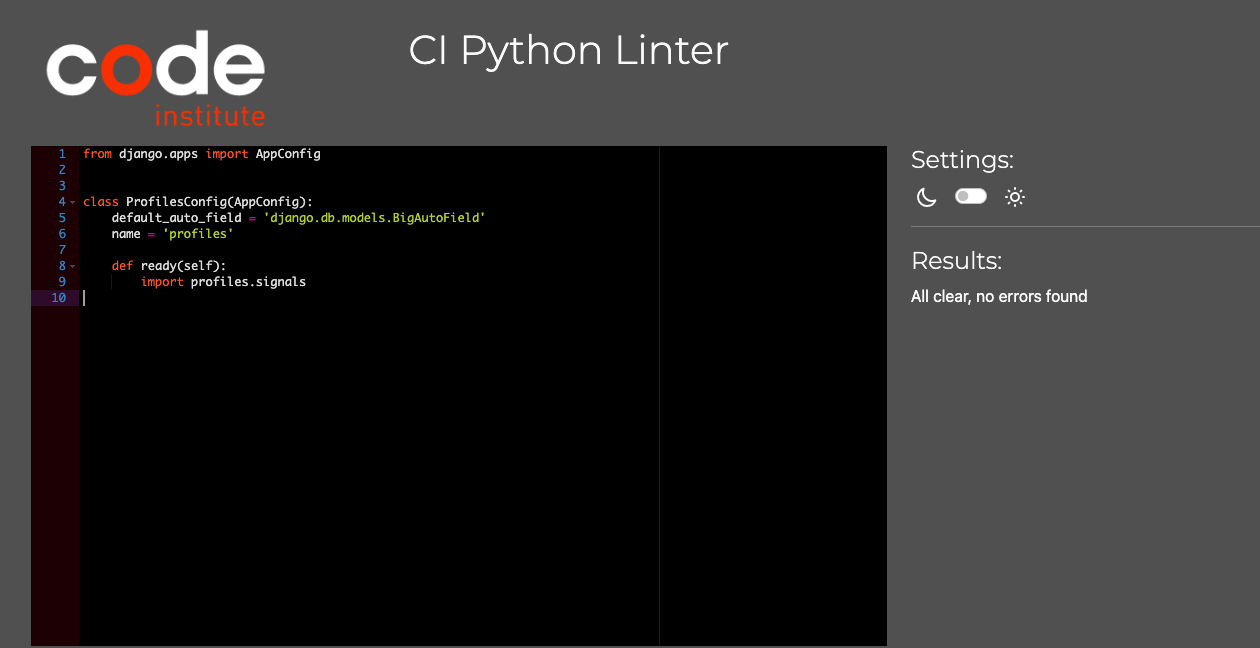 code
institute
CI Python Linter
1 from django.apps import AppConfig
2
3
4 class ProfilesConfig(AppConfig):
5     default_auto_field = 'django.db.models.BigAutoField'
6     name = 'profiles'
7
8     def ready(self):
9         import profiles.signals
10
Settings:
Results:
All clear, no errors found